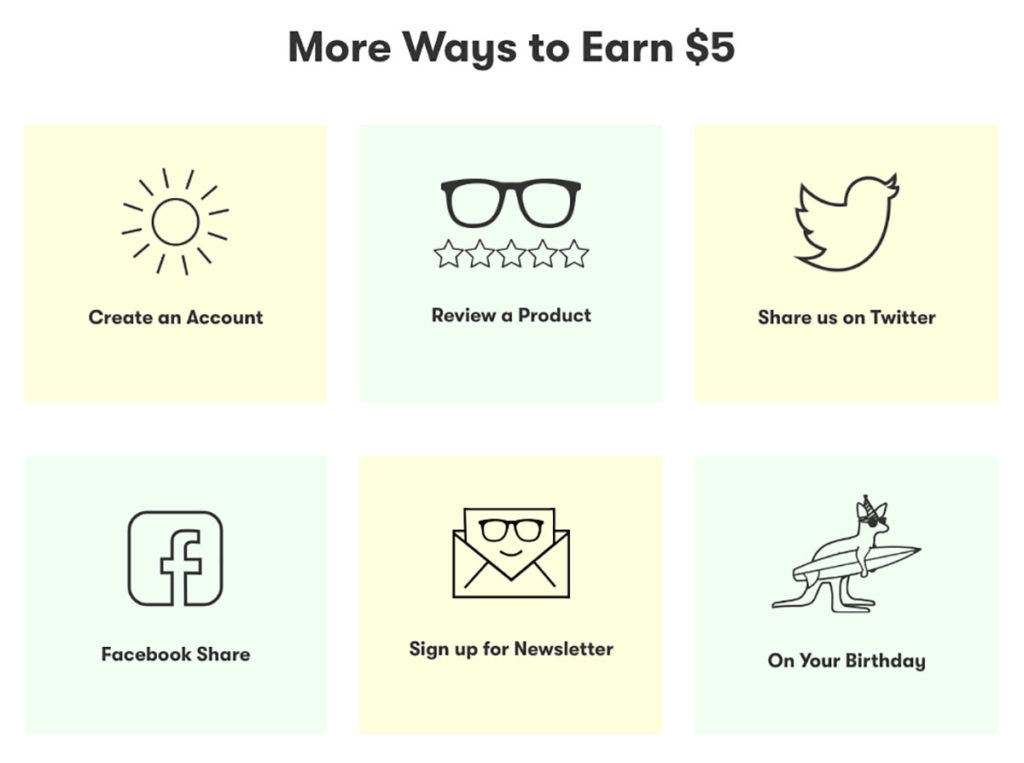 More Ways to Earn $5
Create an Account
Review a Product
Share us on Twitter
Facebook Share
Sign up for Newsletter
On Your Birthday